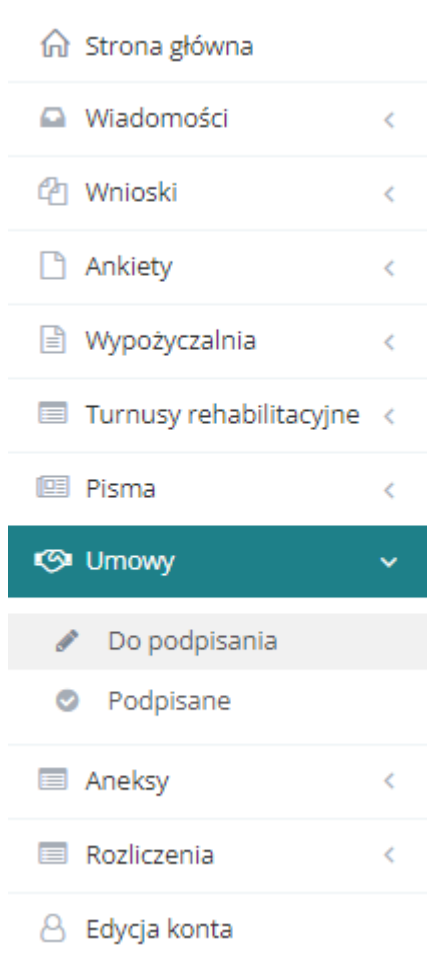 Strona główna
Wiadomości
Wnioski
Ankiety
Wypożyczalnia
Turnusy rehabilitacyjne
Pisma
Umowy
Do podpisania
Podpisane
Aneksy
Rozliczenia
Edycja konta